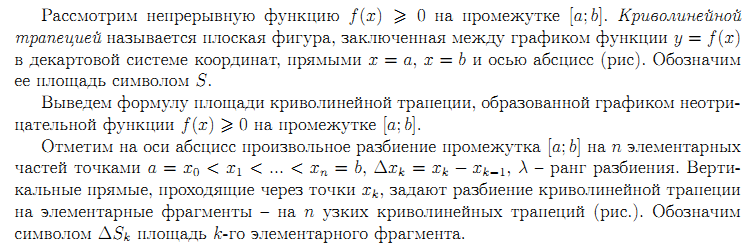 Рассмотрим непрерывную функцию f(x) ⩾ 0 на промежутке [a; b]. Криволинейной
трапецией называется плоская фигура, заключенная между графиком функции y = f(x)
в декартовой системе координат, прямыми x = a, x = b и осью абсцисс (рис). Обозначим
ее площадь символом S.
Выведем формулу площади криволинейной трапеции, образованной графиком неотри-
цательной функции f(x) ⩾ 0 на промежутке [a; b].
Отметим на оси абсцисс произвольное разбиение промежутка [a; b] на n элементарных
частей точками a = x₀ < x₁ < ... < xₙ = b, Δxₖ = xₖ − xₖ₋₁, λ – ранг разбиения. Верти-
кальные прямые, проходящие через точки xₖ, задают разбиение криволинейной трапеции
на элементарные фрагменты – на n узких криволинейных трапеций (рис.). Обозначим
символом ΔSₖ площадь k-го элементарного фрагмента.